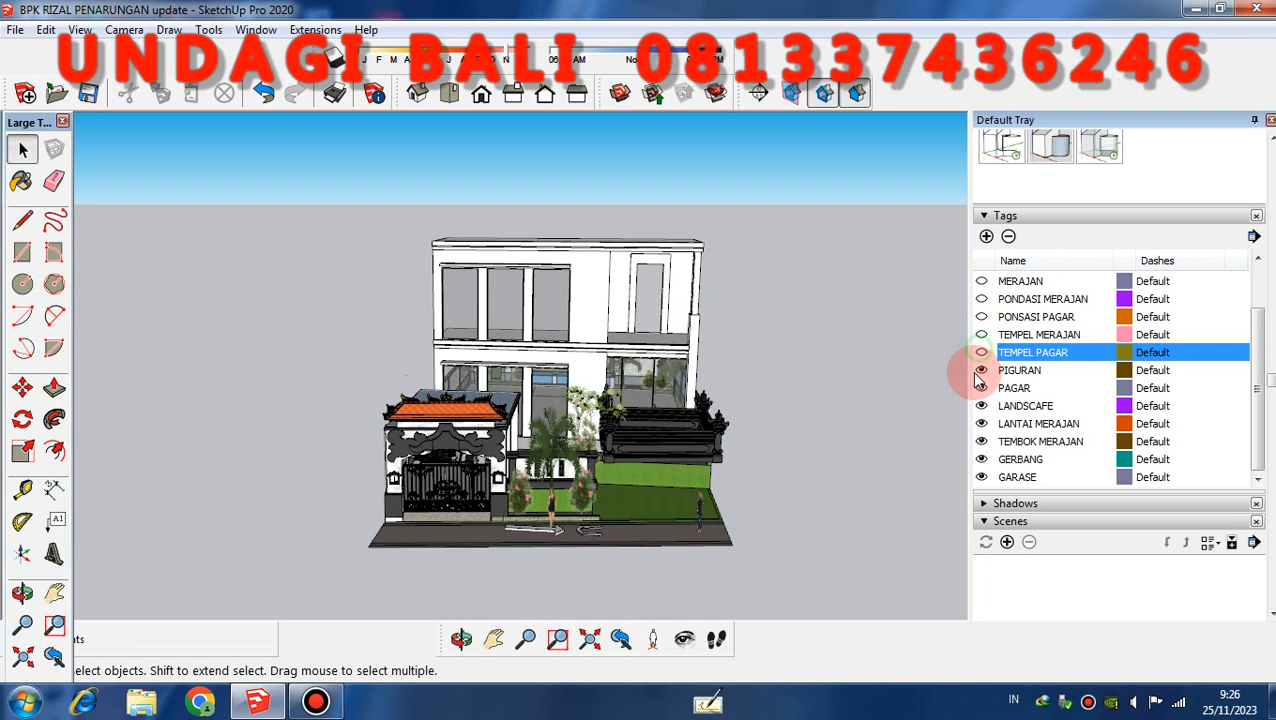 BPK RIZAL PENARUNGAN update - SketchUp Pro 2020
File Edit View Camera Draw Tools Window Extensions Help
UNDAGI BALI 081337436246
J F M A M J
Large T...
Default Tray
Tags
Name Dashes
MERAJAN Default
PONDASI MERAJAN Default
PONSASI PAGAR Default
TEMPEL MERAJAN Default
TEMPEL PAGAR Default
PIGURAN Default
PAGAR Default
LANDSCAFE Default
LANTAI MERAJAN Default
TEMBOK MERAJAN Default
GERBANG Default
GARASE Default
Shadows
Scenes
A1
ts
elect objects. Shift to extend select. Drag mouse to select multiple.
IN
9:26
25/11/2023